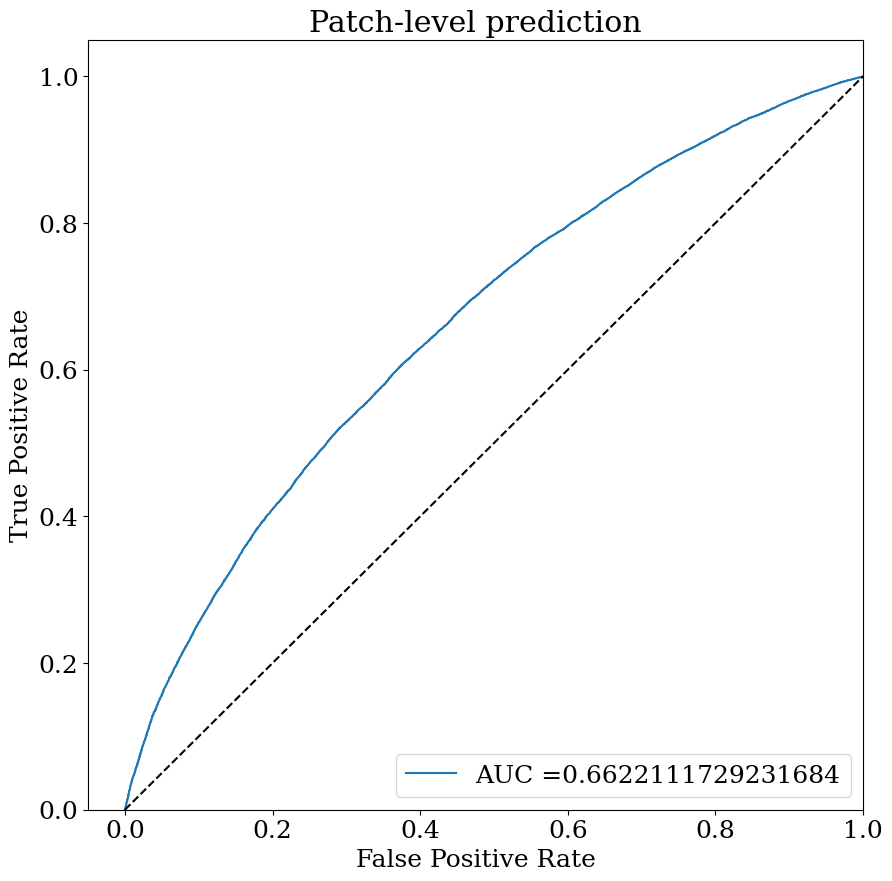 Patch-level prediction
1.0
0.8
0.6
0.4
0.2
0.0
True Positive Rate
AUC =0.6622111729231684
0.0 0.2 0.4 0.6 0.8 1.0
False Positive Rate